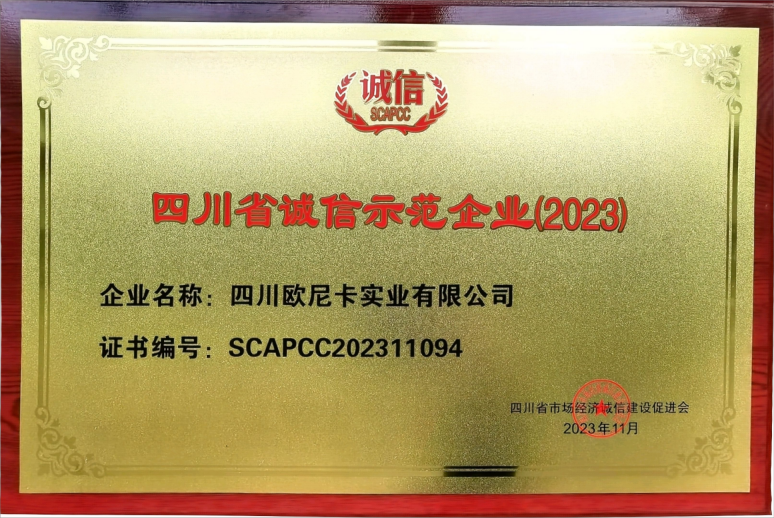 诚信
SCAPCC
四川省诚信示范企业(2023)
企业名称：四川欧尼卡实业有限公司
证书编号：SCAPCC202311094
四川省市场经济诚信建设促进会
2023年11月